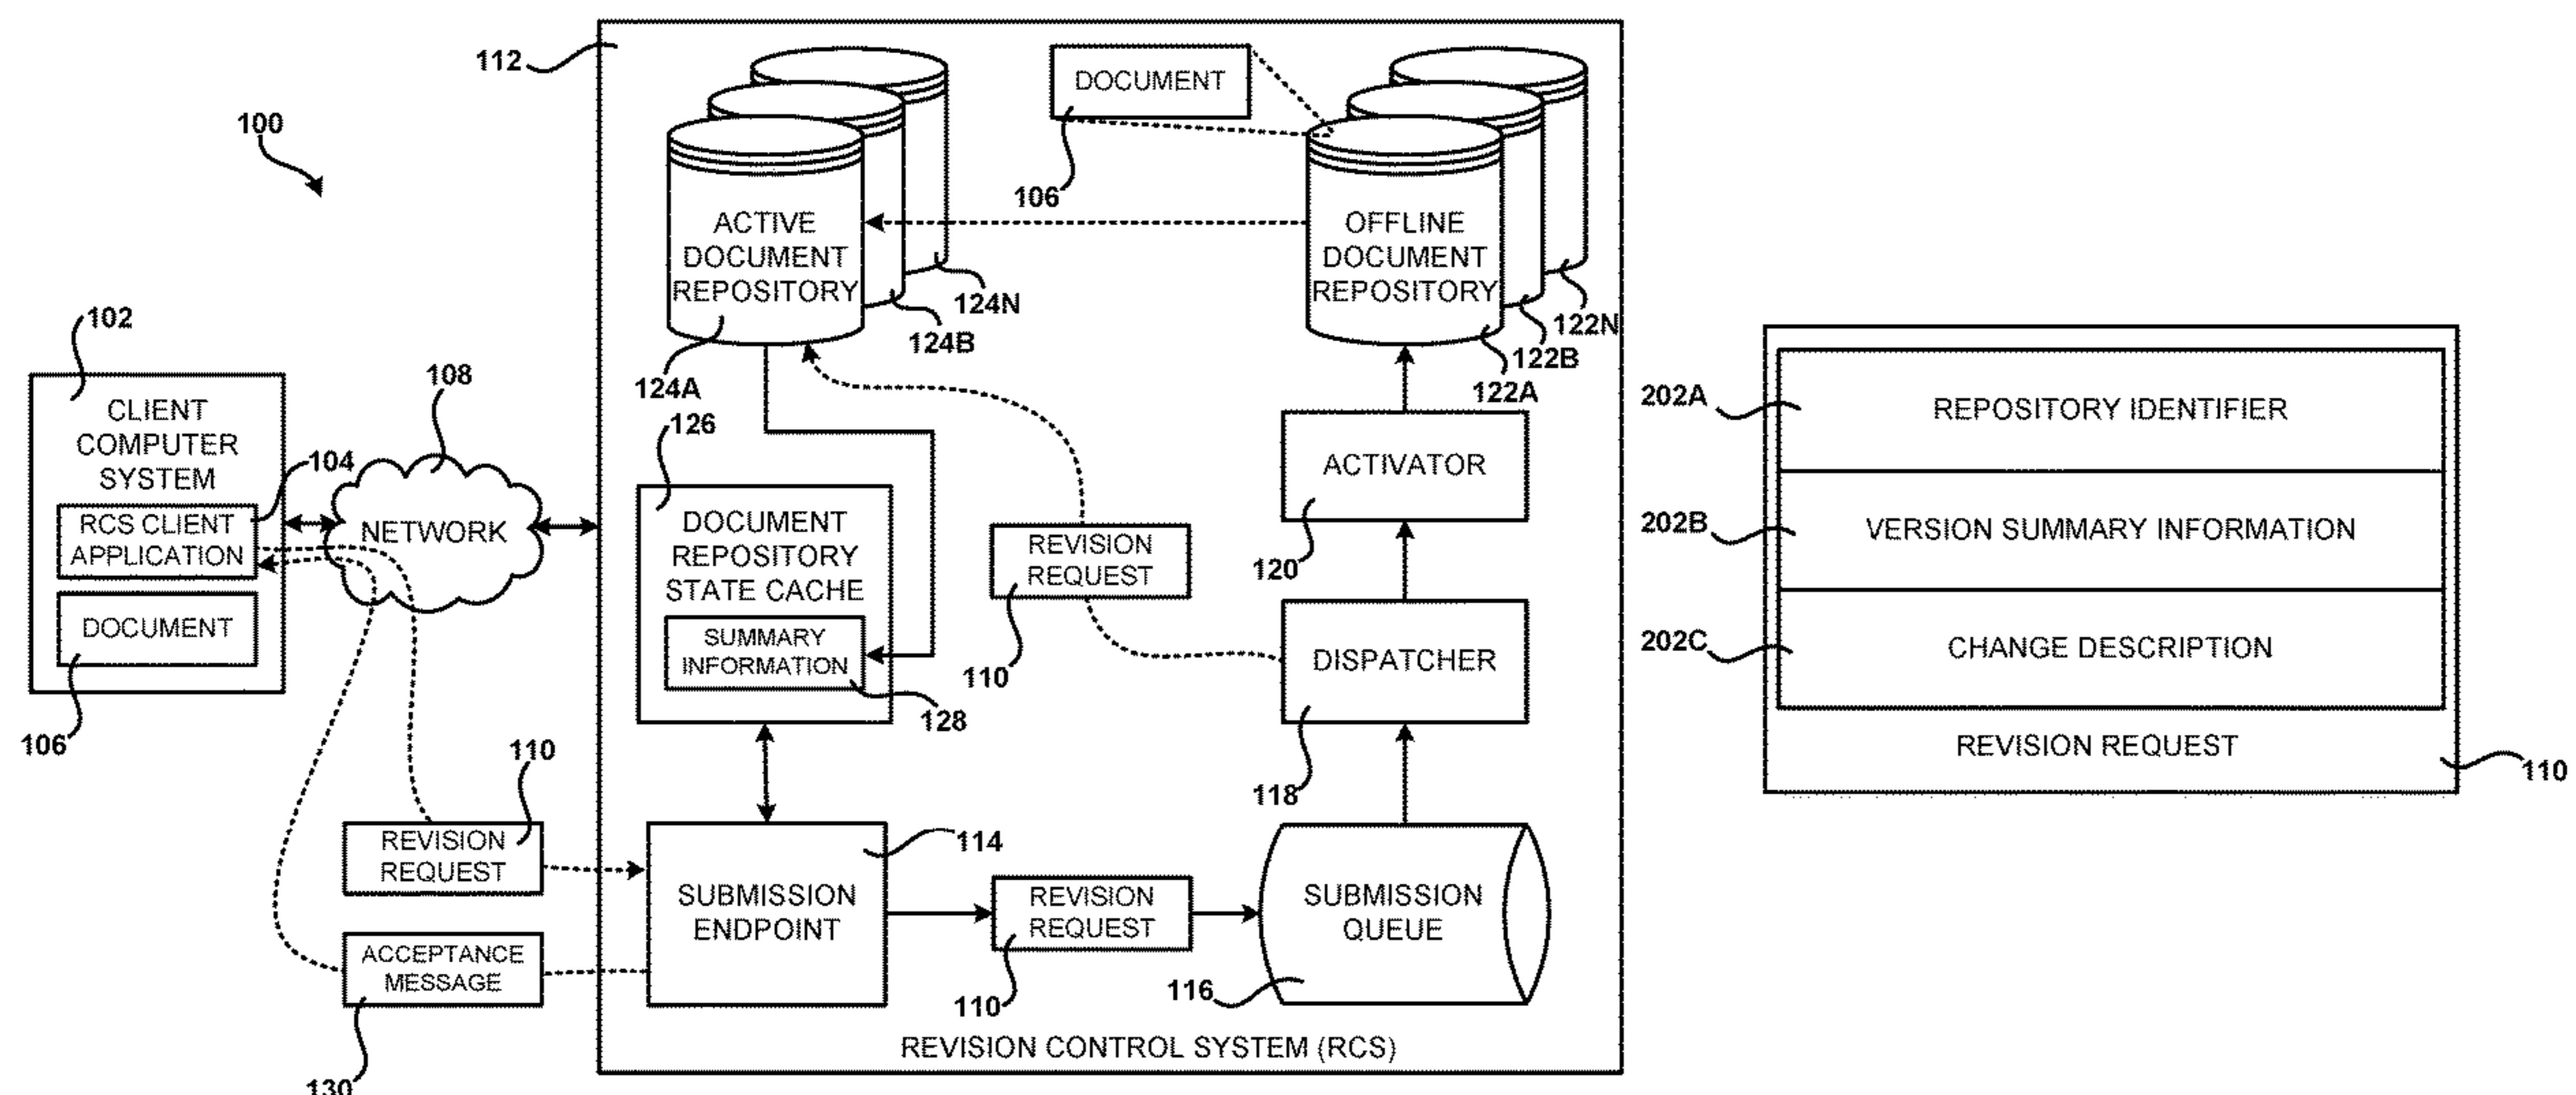 112
100
DOCUMENT
106
ACTIVE
DOCUMENT
REPOSITORY
124N
124B
124A
OFFLINE
DOCUMENT
REPOSITORY
122N
122B
122A
102
CLIENT
COMPUTER
SYSTEM
104
RCS CLIENT
APPLICATION
DOCUMENT
106
108
NETWORK
126
DOCUMENT
REPOSITORY
STATE CACHE
SUMMARY
INFORMATION
128
REVISION
REQUEST
110
ACTIVATOR
120
DISPATCHER
118
110
REVISION
REQUEST
ACCEPTANCE
MESSAGE
130
SUBMISSION
ENDPOINT
114
REVISION
REQUEST
110
SUBMISSION
QUEUE
116
REVISION CONTROL SYSTEM (RCS)
202A
REPOSITORY IDENTIFIER
202B
VERSION SUMMARY INFORMATION
202C
CHANGE DESCRIPTION
REVISION REQUEST
110